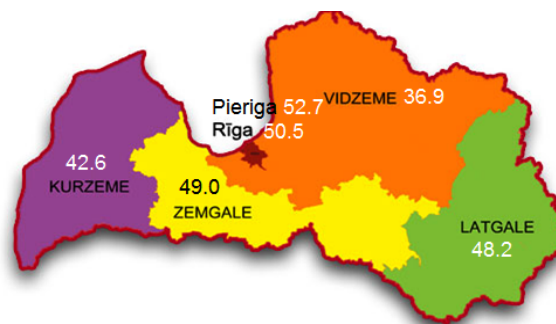 Pieriga 52.7
Rīga 50.5
VIDZEME 36.9
42.6
KURZEME
49.0
ZEMGALE
LATGALE
48.2